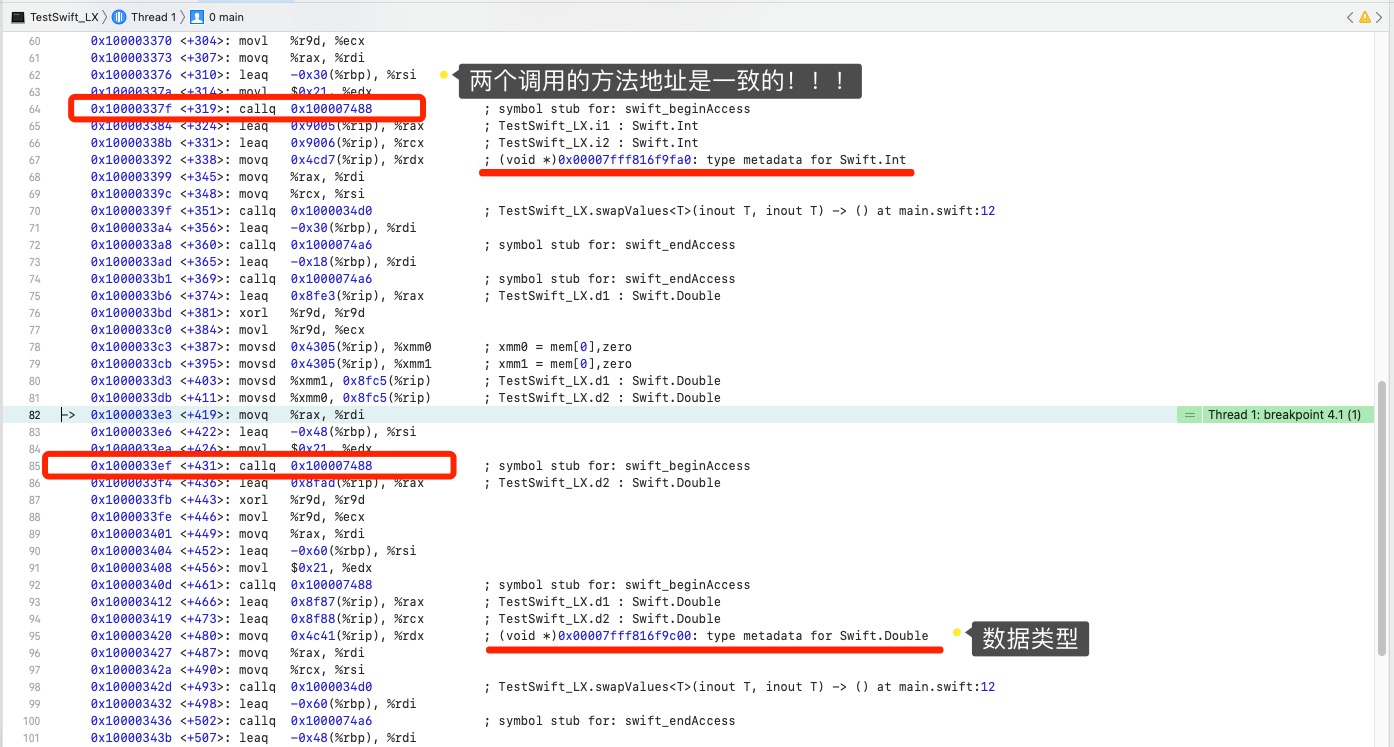 TestSwift_LX 〉 Thread 1 〉 0 main
60 0x100003370 <+304>: movl %r9d, %ecx
61 0x100003373 <+307>: movq %rax, %rdi
62 0x100003376 <+310>: leaq -0x30(%rbp), %rsi
两个调用的方法地址是一致的！！！
63 0x10000337a <+314>: movl $0x21, %edx
64 0x10000337f <+319>: callq 0x100007488 ; symbol stub for: swift_beginAccess
65 0x100003384 <+324>: leaq 0x9005(%rip), %rax ; TestSwift_LX.i1 : Swift.Int
66 0x10000338b <+331>: leaq 0x9006(%rip), %rcx ; TestSwift_LX.i2 : Swift.Int
67 0x100003392 <+338>: movq 0x4cd7(%rip), %rdx ; (void *)0x00007fff816f9fa0: type metadata for Swift.Int
68 0x100003399 <+345>: movq %rax, %rdi
69 0x10000339c <+348>: movq %rcx, %rsi
70 0x10000339f <+351>: callq 0x1000034d0 ; TestSwift_LX.swapValues<T>(inout T, inout T) -> () at main.swift:12
71 0x1000033a4 <+356>: leaq -0x30(%rbp), %rdi
72 0x1000033a8 <+360>: callq 0x1000074a6 ; symbol stub for: swift_endAccess
73 0x1000033ad <+365>: leaq -0x18(%rbp), %rdi
74 0x1000033b1 <+369>: callq 0x1000074a6 ; symbol stub for: swift_endAccess
75 0x1000033b6 <+374>: leaq 0x8fe3(%rip), %rax ; TestSwift_LX.d1 : Swift.Double
76 0x1000033bd <+381>: xorl %r9d, %r9d
77 0x1000033c0 <+384>: movl %r9d, %ecx
78 0x1000033c3 <+387>: movsd 0x4305(%rip), %xmm0 ; xmm0 = mem[0],zero
79 0x1000033cb <+395>: movsd 0x4305(%rip), %xmm1 ; xmm1 = mem[0],zero
80 0x1000033d3 <+403>: movsd %xmm1, 0x8fc5(%rip) ; TestSwift_LX.d1 : Swift.Double
81 0x1000033db <+411>: movsd %xmm0, 0x8fc5(%rip) ; TestSwift_LX.d2 : Swift.Double
82 -> 0x1000033e3 <+419>: movq %rax, %rdi = Thread 1: breakpoint 4.1 (1)
83 0x1000033e6 <+422>: leaq -0x48(%rbp), %rsi
84 0x1000033ea <+426>: movl $0x21, %edx
85 0x1000033ef <+431>: callq 0x100007488 ; symbol stub for: swift_beginAccess
86 0x1000033f4 <+436>: leaq 0x8fad(%rip), %rax ; TestSwift_LX.d2 : Swift.Double
87 0x1000033fb <+443>: xorl %r9d, %r9d
88 0x1000033fe <+446>: movl %r9d, %ecx
89 0x100003401 <+449>: movq %rax, %rdi
90 0x100003404 <+452>: leaq -0x60(%rbp), %rsi
91 0x100003408 <+456>: movl $0x21, %edx
92 0x10000340d <+461>: callq 0x100007488 ; symbol stub for: swift_beginAccess
93 0x100003412 <+466>: leaq 0x8f87(%rip), %rax ; TestSwift_LX.d1 : Swift.Double
94 0x100003419 <+473>: leaq 0x8f88(%rip), %rcx ; TestSwift_LX.d2 : Swift.Double
95 0x100003420 <+480>: movq 0x4c41(%rip), %rdx ; (void *)0x00007fff816f9c00: type metadata for Swift.Double
数据类型
96 0x100003427 <+487>: movq %rax, %rdi
97 0x10000342a <+490>: movq %rcx, %rsi
98 0x10000342d <+493>: callq 0x1000034d0 ; TestSwift_LX.swapValues<T>(inout T, inout T) -> () at main.swift:12
99 0x100003432 <+498>: leaq -0x60(%rbp), %rdi
100 0x100003436 <+502>: callq 0x1000074a6 ; symbol stub for: swift_endAccess
101 0x10000343b <+507>: leaq -0x48(%rbp), %rdi